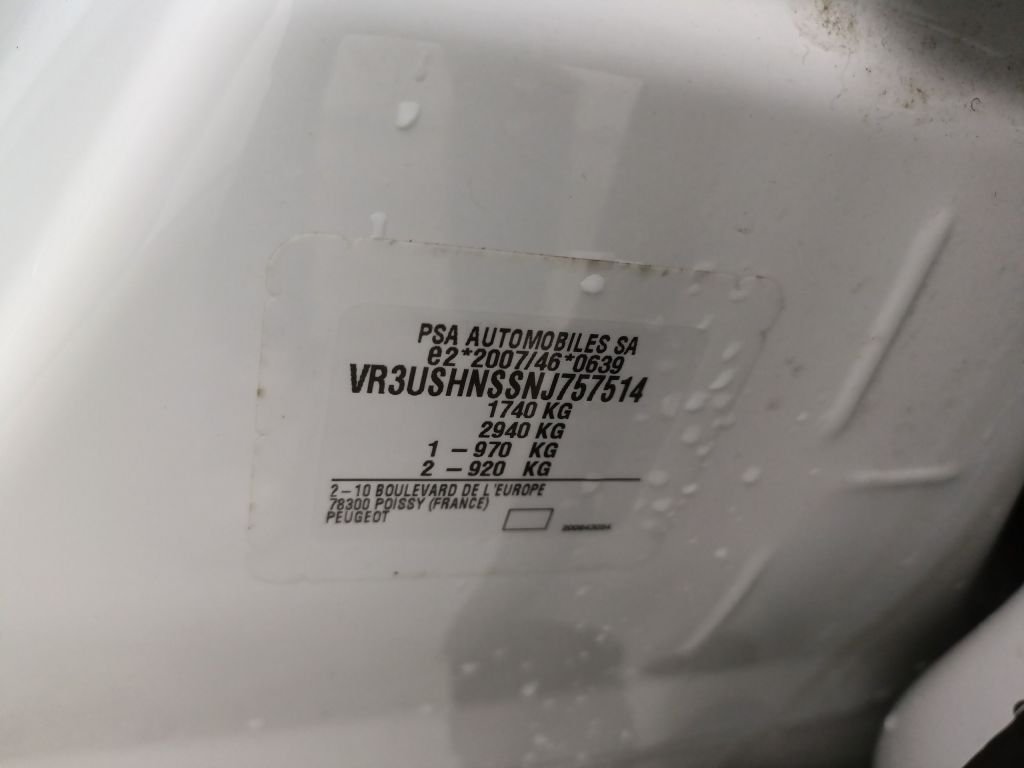 PSA AUTOMOBILES SA
e2*2007/46*0639
VR3USHNSSNJ757514
1740 KG
2940 KG
1 – 970 KG
2 – 920 KG
2–10 BOULEVARD DE L'EUROPE
78300 POISSY (FRANCE)
PEUGEOT